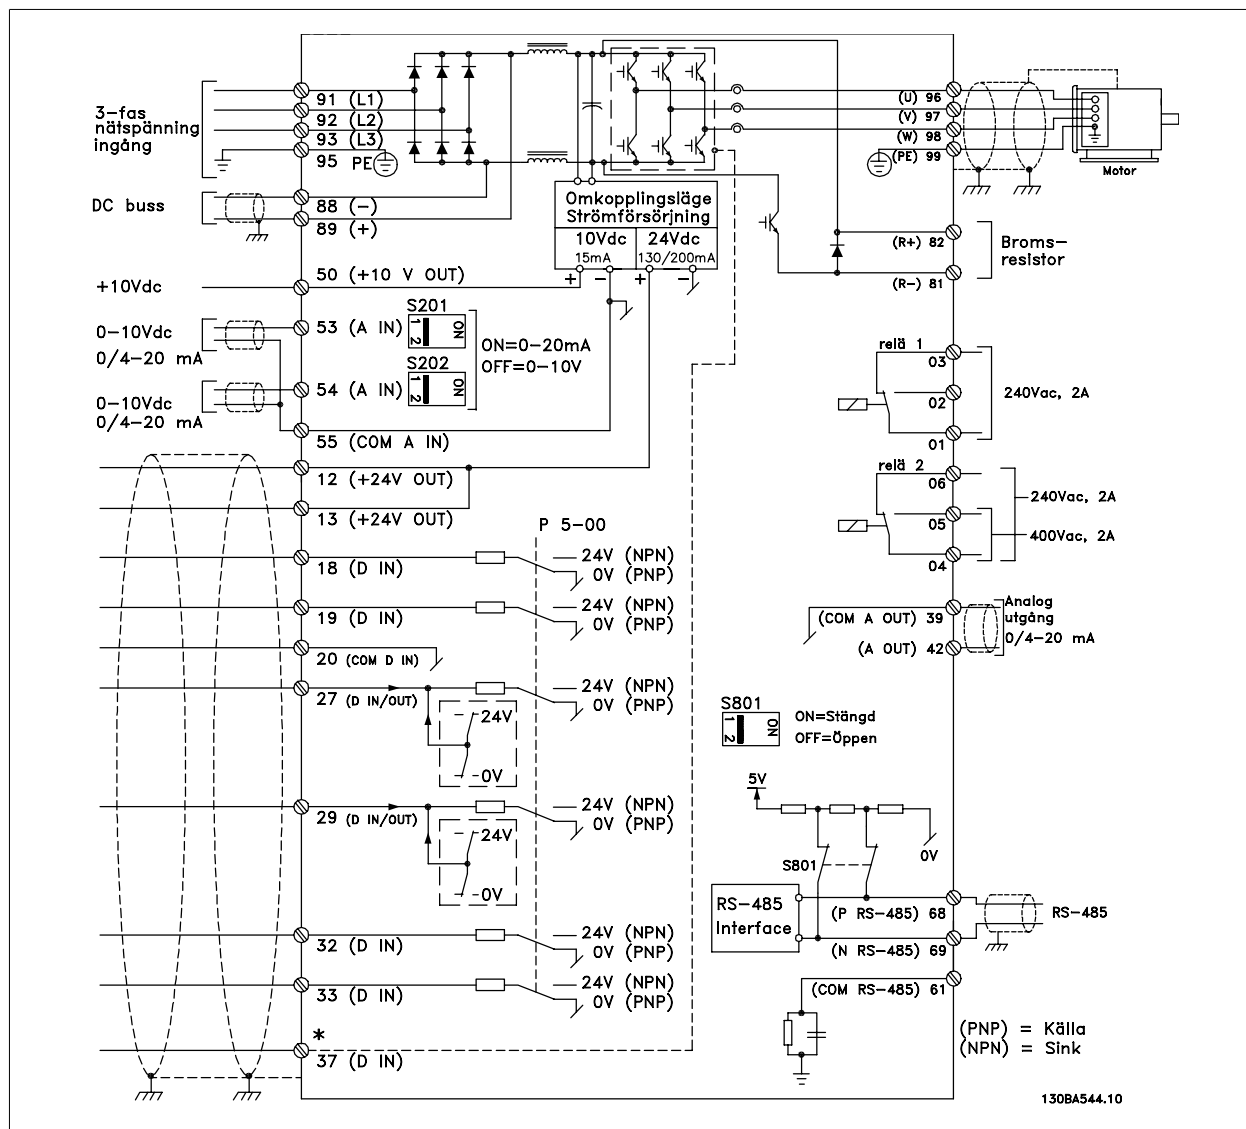 3-fas
nätspänning
ingång
91 (L1)
92 (L2)
93 (L3)
95 PE
DC buss
88 (-)
89 (+)
+10Vdc
50 (+10 V OUT)
0-10Vdc
0/4-20 mA
53 (A IN)
S201
1 2
ON
0-10Vdc
0/4-20 mA
54 (A IN)
S202
1 2
ON
ON=0-20mA
OFF=0-10V
55 (COM A IN)
12 (+24V OUT)
13 (+24V OUT)
P 5-00
18 (D IN)
24V (NPN)
0V (PNP)
19 (D IN)
24V (NPN)
0V (PNP)
20 (COM D IN)
27 (D IN/OUT)
24V (NPN)
0V (PNP)
24V
0V
29 (D IN/OUT)
24V (NPN)
0V (PNP)
24V
0V
32 (D IN)
24V (NPN)
0V (PNP)
33 (D IN)
24V (NPN)
0V (PNP)
*
37 (D IN)
Omkopplingsläge
Strömförsörjning
10Vdc
15mA
24Vdc
130/200mA
+ - + -
(U) 96
(V) 97
(W) 98
(PE) 99
Motor
(R+) 82
(R-) 81
Broms-
resistor
relä 1
03
02
01
240Vac, 2A
relä 2
06
05
04
240Vac, 2A
400Vac, 2A
(COM A OUT) 39
(A OUT) 42
Analog
utgång
0/4-20 mA
S801
1 2
ON
ON=Stängd
OFF=Öppen
5V
0V
S801
RS-485
Interface
(P RS-485) 68
(N RS-485) 69
RS-485
(COM RS-485) 61
(PNP) = Källa
(NPN) = Sink
130BA544.10